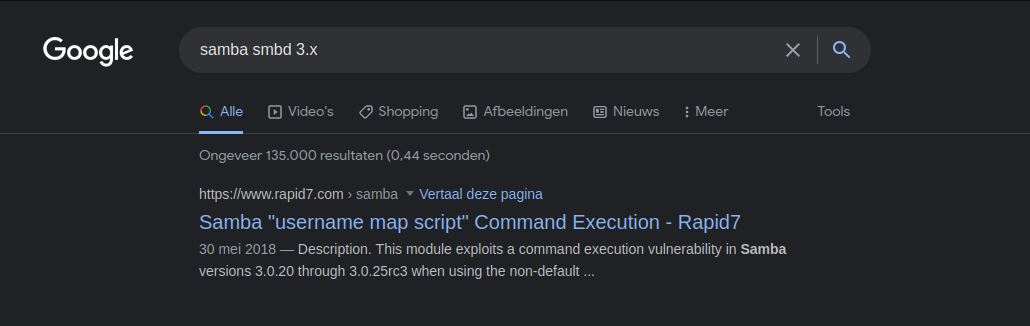 Google
samba smbd 3.x
Alle Video's Shopping Afbeeldingen Nieuws Meer Tools
Ongeveer 135.000 resultaten (0,44 seconden)
https://www.rapid7.com › samba Vertaal deze pagina
Samba "username map script" Command Execution - Rapid7
30 mei 2018 — Description. This module exploits a command execution vulnerability in Samba
versions 3.0.20 through 3.0.25rc3 when using the non-default ...